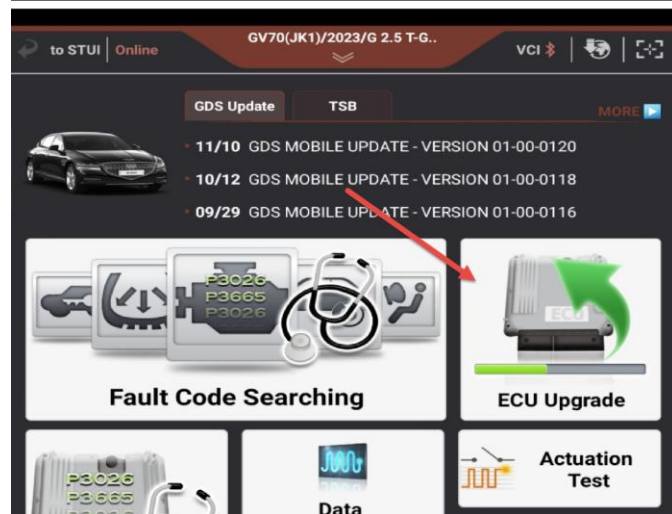 to STUI Online
GV70(JK1)/2023/G 2.5 T-G..
VCI
GDS Update
TSB
MORE
11/10 GDS MOBILE UPDATE - VERSION 01-00-0120
10/12 GDS MOBILE UPDATE - VERSION 01-00-0118
09/29 GDS MOBILE UPDATE - VERSION 01-00-0116
P3026
P3665
P3026
ECU
Fault Code Searching
ECU Upgrade
P3026
P3665
Data
Actuation
Test